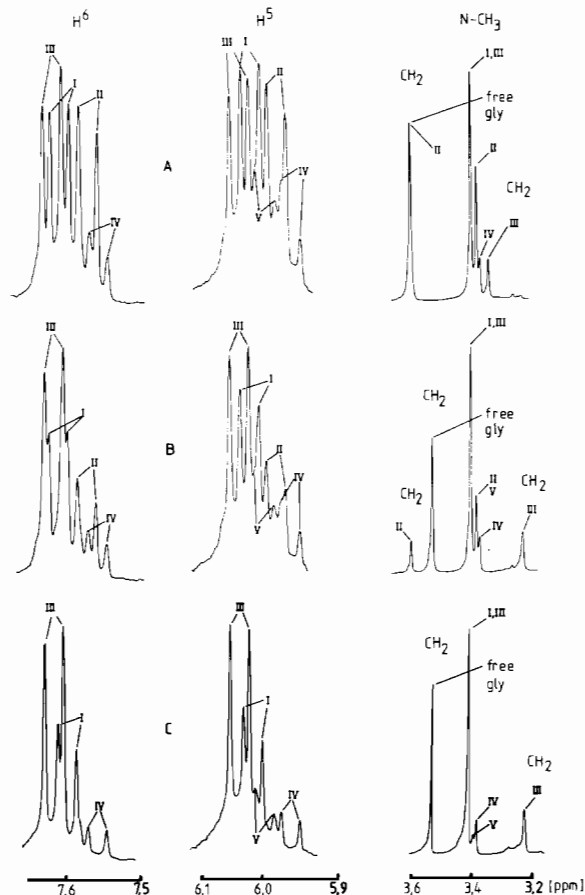 H⁶ H⁵ N-CH₃
III I II IV
III I II IV V
CH₂ I,III free gly II II CH₂ IV III
A
III I II IV
III I II IV V
CH₂ CH₂ I,III free gly II II V IV CH₂ III
B
III I IV
III I IV V
CH₂ I,III free gly CH₂ IV V III
C
7.6 7.5 6.1 6.0 5.9 3.6 3.4 3.2 [ppm]